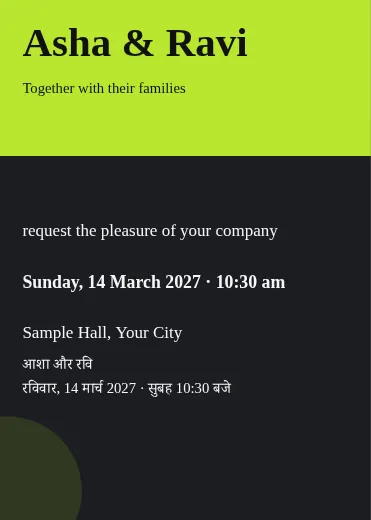 Asha & Ravi
Together with their families
request the pleasure of your company
Sunday, 14 March 2027 · 10:30 am
Sample Hall, Your City
आशा और रवि
रविवार, 14 मार्च 2027 · सुबह 10:30 बजे